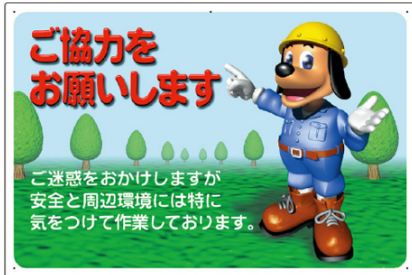 ご協力を
お願いします
ご迷惑をおかけしますが
安全と周辺環境には特に
気をつけて作業しております。